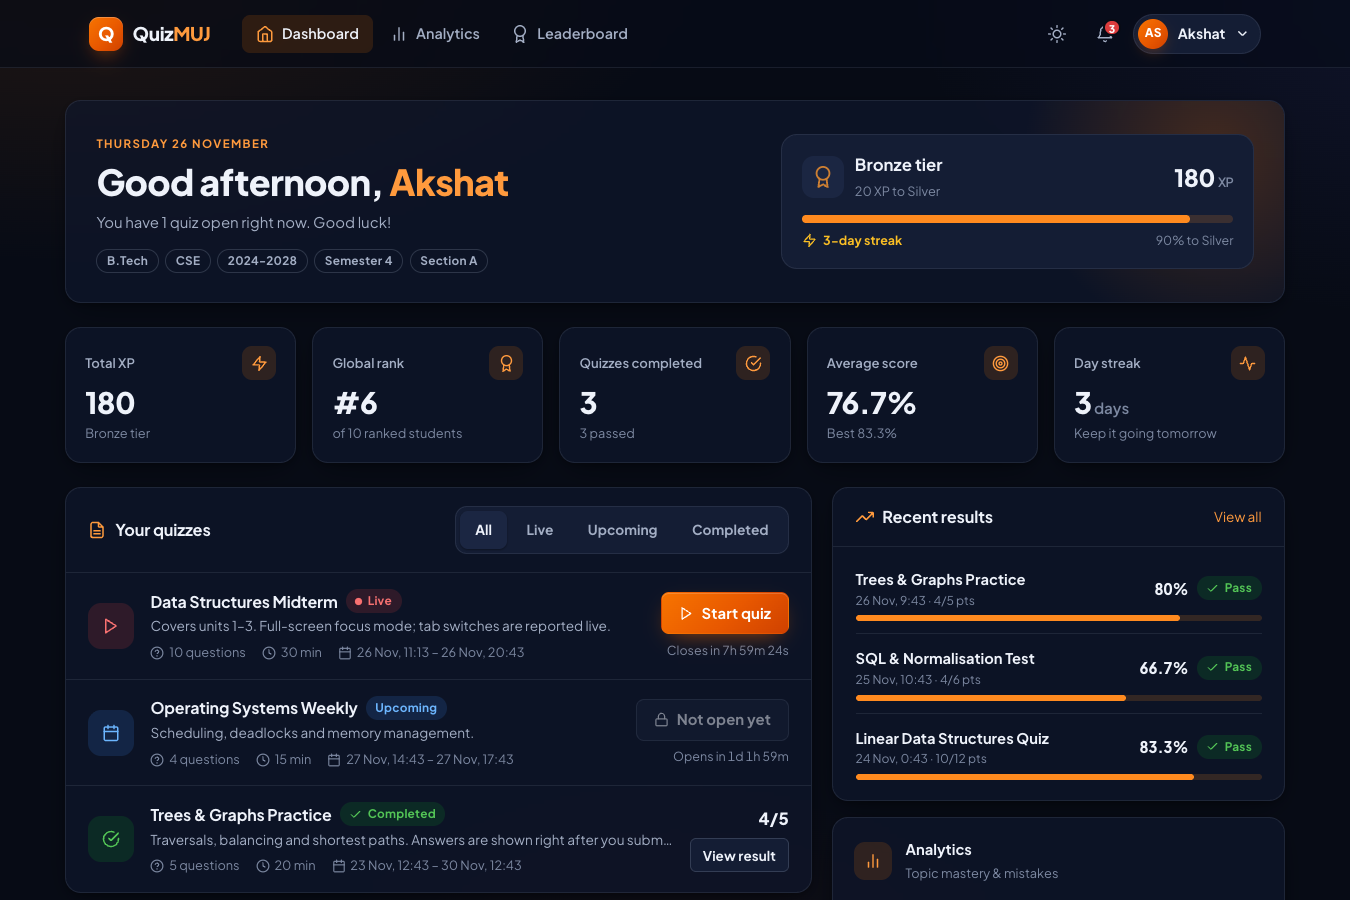 Q QuizMUJ
Dashboard
Analytics
Leaderboard
3
AS Akshat
THURSDAY 26 NOVEMBER
Good afternoon, Akshat
You have 1 quiz open right now. Good luck!
B.Tech
CSE
2024-2028
Semester 4
Section A
Bronze tier
20 XP to Silver
180 XP
3-day streak
90% to Silver
Total XP
180
Bronze tier
Global rank
#6
of 10 ranked students
Quizzes completed
3
3 passed
Average score
76.7%
Best 83.3%
Day streak
3 days
Keep it going tomorrow
Your quizzes
All
Live
Upcoming
Completed
Data Structures Midterm
Live
Covers units 1–3. Full-screen focus mode; tab switches are reported live.
10 questions
30 min
26 Nov, 11:13 – 26 Nov, 20:43
Start quiz
Closes in 7h 59m 24s
Operating Systems Weekly
Upcoming
Scheduling, deadlocks and memory management.
4 questions
15 min
27 Nov, 14:43 – 27 Nov, 17:43
Not open yet
Opens in 1d 1h 59m
Trees & Graphs Practice
Completed
Traversals, balancing and shortest paths. Answers are shown right after you subm...
5 questions
20 min
23 Nov, 12:43 – 30 Nov, 12:43
4/5
View result
Recent results
View all
Trees & Graphs Practice
26 Nov, 9:43 · 4/5 pts
80%
Pass
SQL & Normalisation Test
25 Nov, 10:43 · 4/6 pts
66.7%
Pass
Linear Data Structures Quiz
24 Nov, 0:43 · 10/12 pts
83.3%
Pass
Analytics
Topic mastery & mistakes